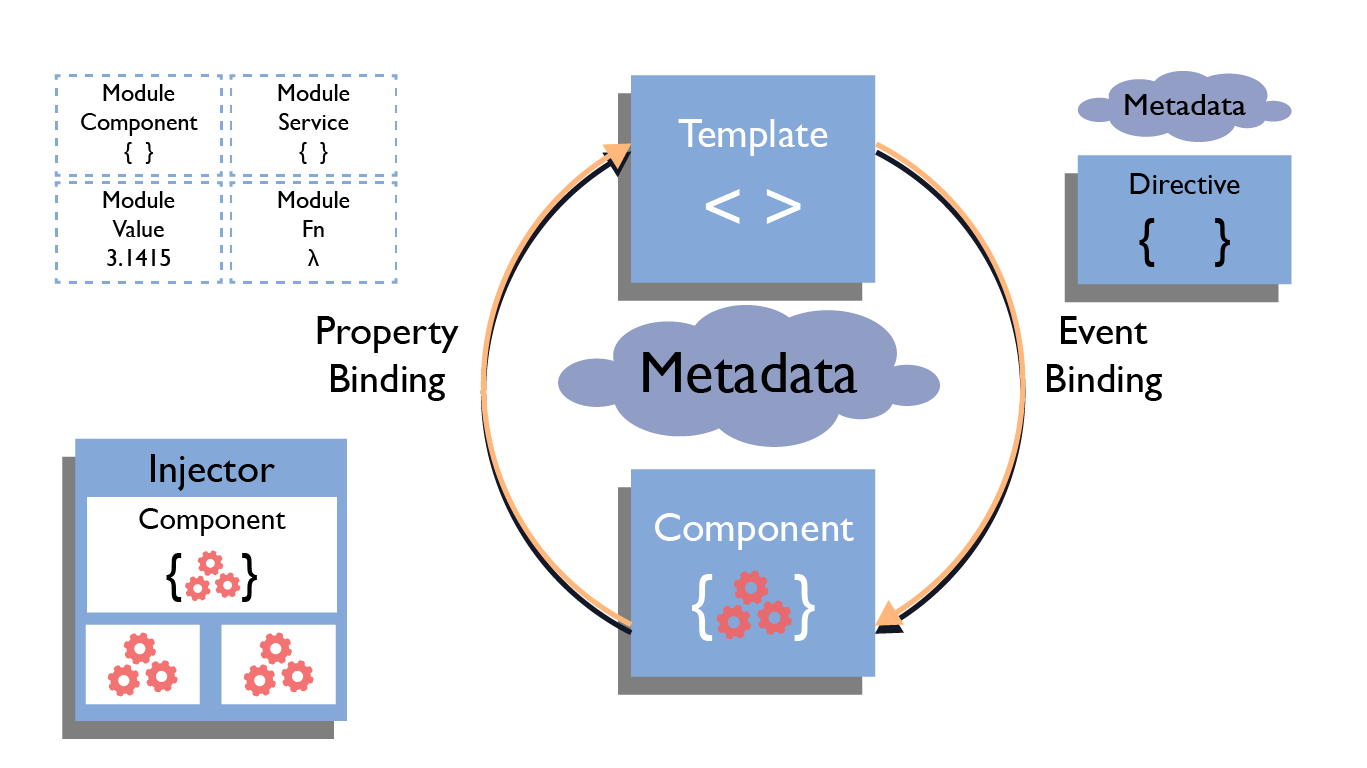 Module
Component
{ }
Module
Service
{ }
Module
Value
3.1415
Module
Fn
λ
Template
< >
Metadata
Directive
{ }
Property
Binding
Metadata
Event
Binding
Injector
Component
{ }
Component
{ }